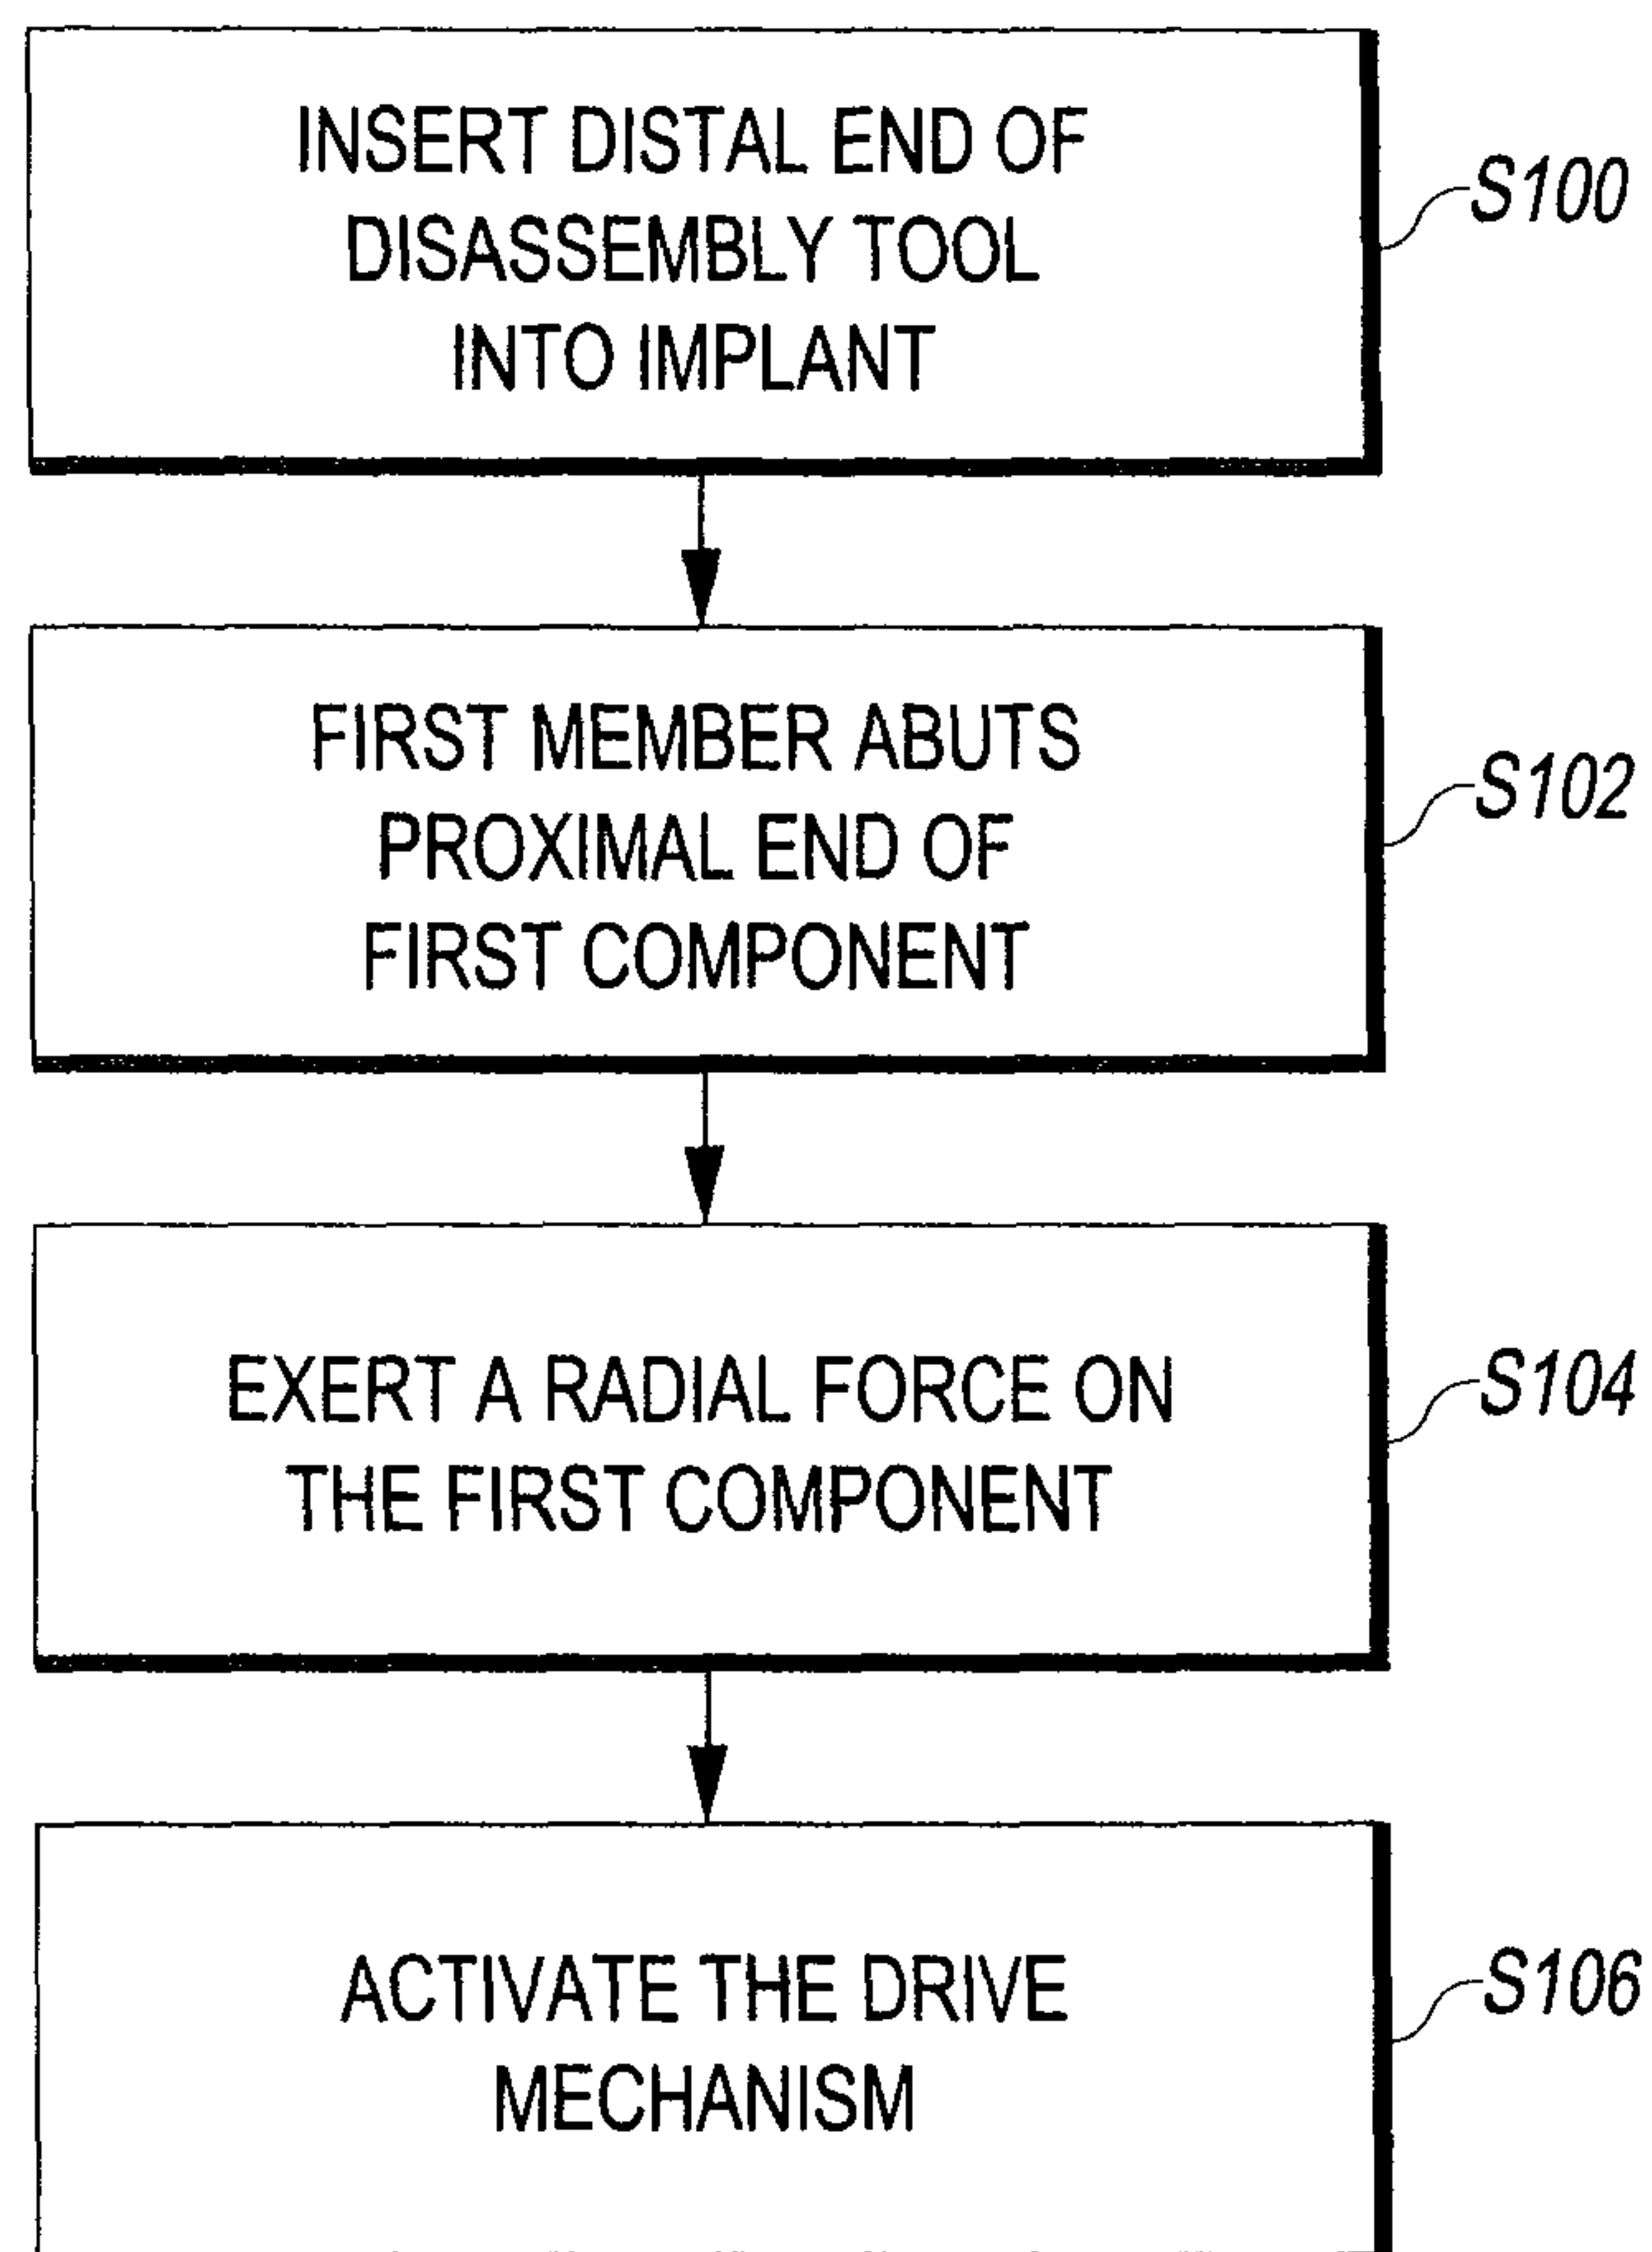 INSERT DISTAL END OF
DISASSEMBLY TOOL
INTO IMPLANT
S100
FIRST MEMBER ABUTS
PROXIMAL END OF
FIRST COMPONENT
S102
EXERT A RADIAL FORCE ON
THE FIRST COMPONENT
S104
ACTIVATE THE DRIVE
MECHANISM
S106